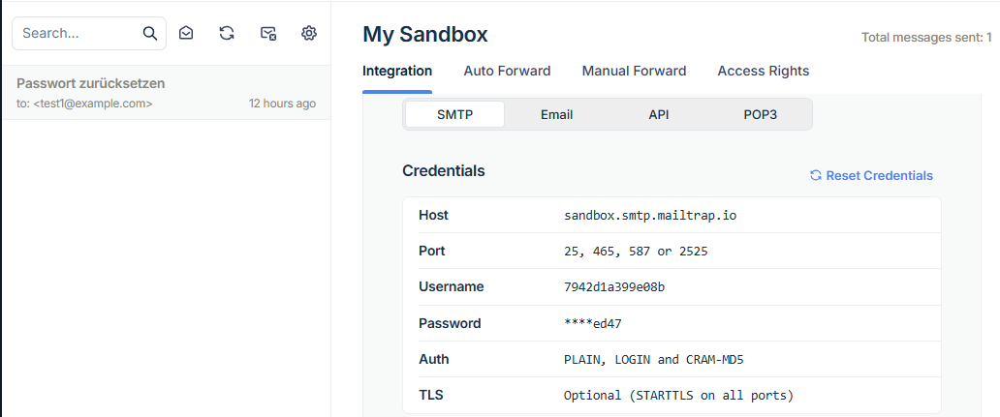 Search...
Passwort zurücksetzen
to: <test1@example.com> 12 hours ago
My Sandbox
Total messages sent: 1
Integration Auto Forward Manual Forward Access Rights
SMTP Email API POP3
Credentials
Reset Credentials
Host sandbox.smtp.mailtrap.io
Port 25, 465, 587 or 2525
Username 7942d1a399e08b
Password ****ed47
Auth PLAIN, LOGIN and CRAM-MD5
TLS Optional (STARTTLS on all ports)